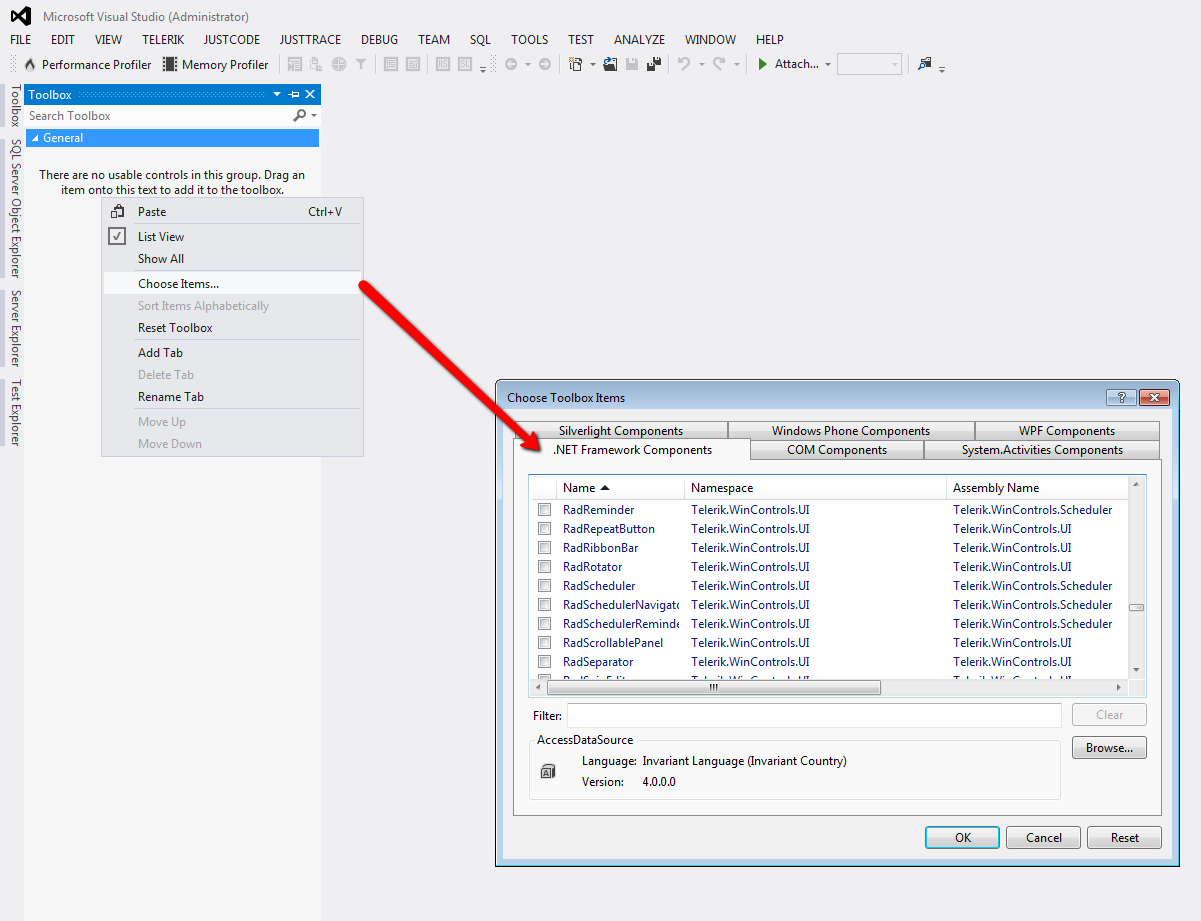 Microsoft Visual Studio (Administrator)
FILE EDIT VIEW TELERIK JUSTCODE JUSTTRACE DEBUG TEAM SQL TOOLS TEST ANALYZE WINDOW HELP
Performance Profiler Memory Profiler Attach...
Toolbox
SQL Server Object Explorer
Server Explorer
Test Explorer
Toolbox
Search Toolbox
General
There are no usable controls in this group. Drag an
item onto this text to add it to the toolbox.
Paste Ctrl+V
List View
Show All
Choose Items...
Sort Items Alphabetically
Reset Toolbox
Add Tab
Delete Tab
Rename Tab
Move Up
Move Down
Choose Toolbox Items
Silverlight Components Windows Phone Components WPF Components
.NET Framework Components COM Components System.Activities Components
Name Namespace Assembly Name
RadReminder Telerik.WinControls.UI Telerik.WinControls.Scheduler
RadRepeatButton Telerik.WinControls.UI Telerik.WinControls.UI
RadRibbonBar Telerik.WinControls.UI Telerik.WinControls.UI
RadRotator Telerik.WinControls.UI Telerik.WinControls.UI
RadScheduler Telerik.WinControls.UI Telerik.WinControls.Scheduler
RadSchedulerNavigato Telerik.WinControls.UI Telerik.WinControls.Scheduler
RadSchedulerReminde Telerik.WinControls.UI Telerik.WinControls.Scheduler
RadScrollablePanel Telerik.WinControls.UI Telerik.WinControls.UI
RadSeparator Telerik.WinControls.UI Telerik.WinControls.UI
Filter: Clear
AccessDataSource
Browse...
Language: Invariant Language (Invariant Country)
Version: 4.0.0.0
OK Cancel Reset